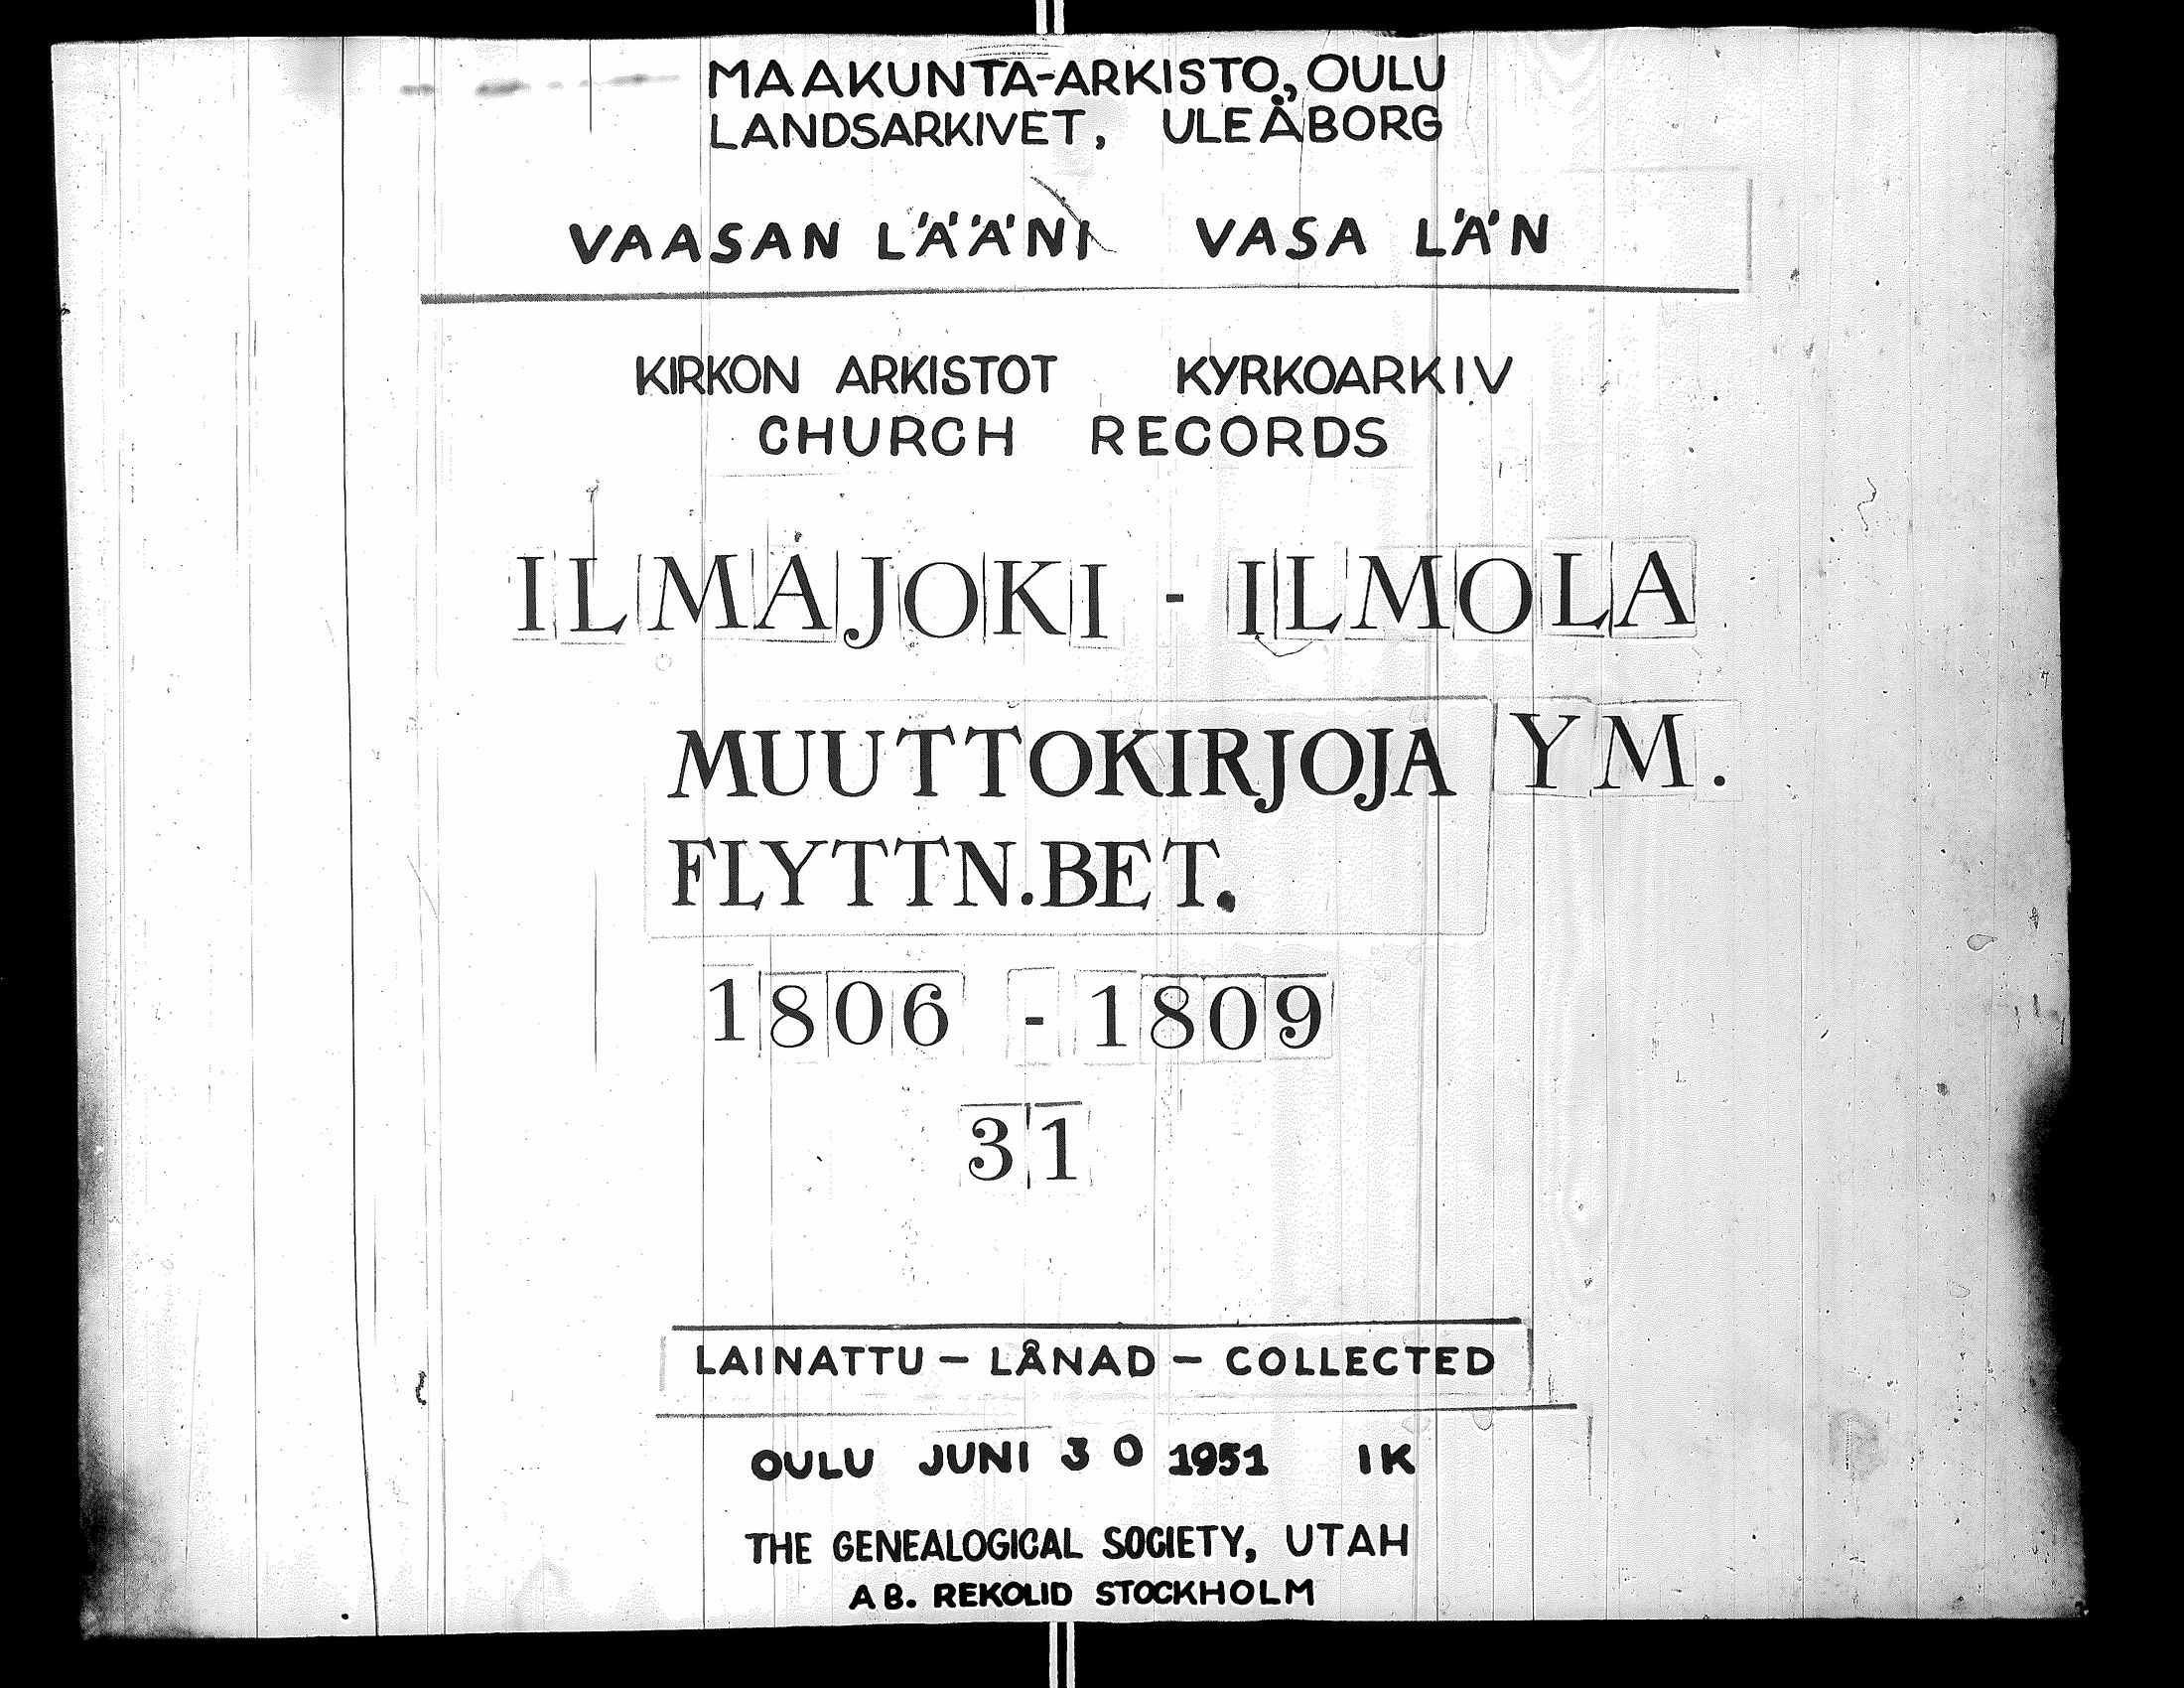 MAAKUNTA-ARKISTO, OULU
LANDSARKIVET, ULEÅBORG
VAASAN LÄÄNI VASA LÄN
KIRKON ARKISTOT KYRKOARKIV
CHURCH RECORDS
ILMAJOKI - ILMOLA
MUUTTOKIRJOJA YM.
FLYTTN.BET.
1806 - 1809
31
LAINATTU - LÅNAD - COLLECTED
OULU JUNI 30 1951 IK
THE GENEALOGICAL SOCIETY, UTAH
AB. REKOLID STOCKHOLM